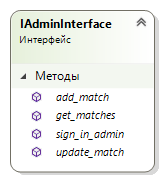 IAdminInterface
Интерфейс
Методы
add_match
get_matches
sign_in_admin
update_match